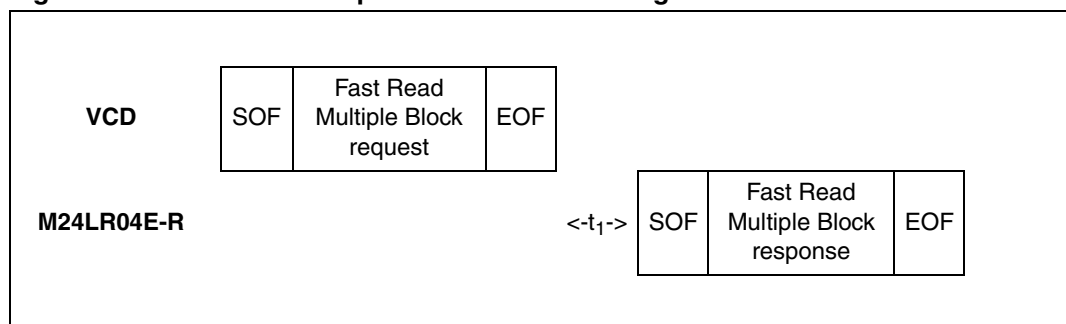 VCD
SOF
Fast Read
Multiple Block
request
EOF
M24LR04E-R
<-t₁->
SOF
Fast Read
Multiple Block
response
EOF